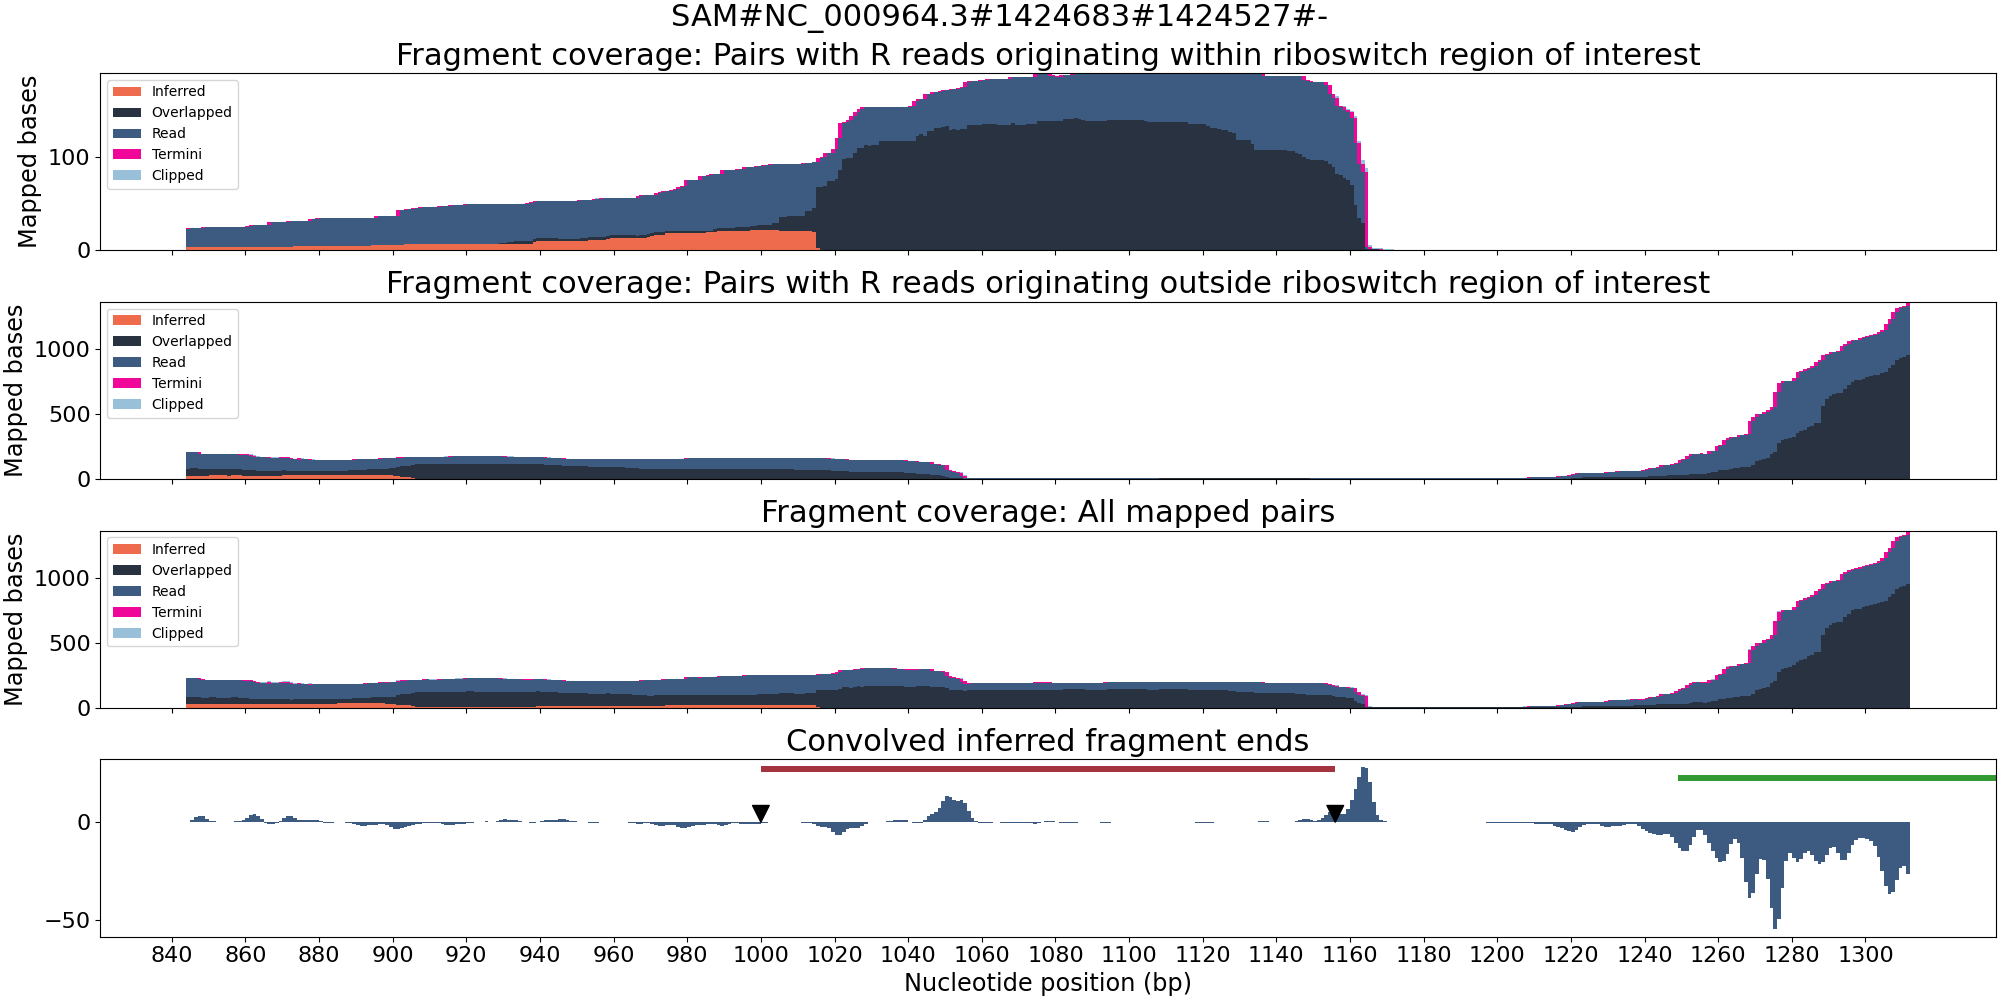 SAM#NC_000964.3#1424683#1424527#-
Fragment coverage: Pairs with R reads originating within riboswitch region of interest
Mapped bases
100
0
Inferred
Overlapped
Read
Termini
Clipped
Fragment coverage: Pairs with R reads originating outside riboswitch region of interest
Mapped bases
1000
500
0
Inferred
Overlapped
Read
Termini
Clipped
Fragment coverage: All mapped pairs
Mapped bases
1000
500
0
Inferred
Overlapped
Read
Termini
Clipped
Convolved inferred fragment ends
0
−50
840 860 880 900 920 940 960 980 1000 1020 1040 1060 1080 1100 1120 1140 1160 1180 1200 1220 1240 1260 1280 1300
Nucleotide position (bp)